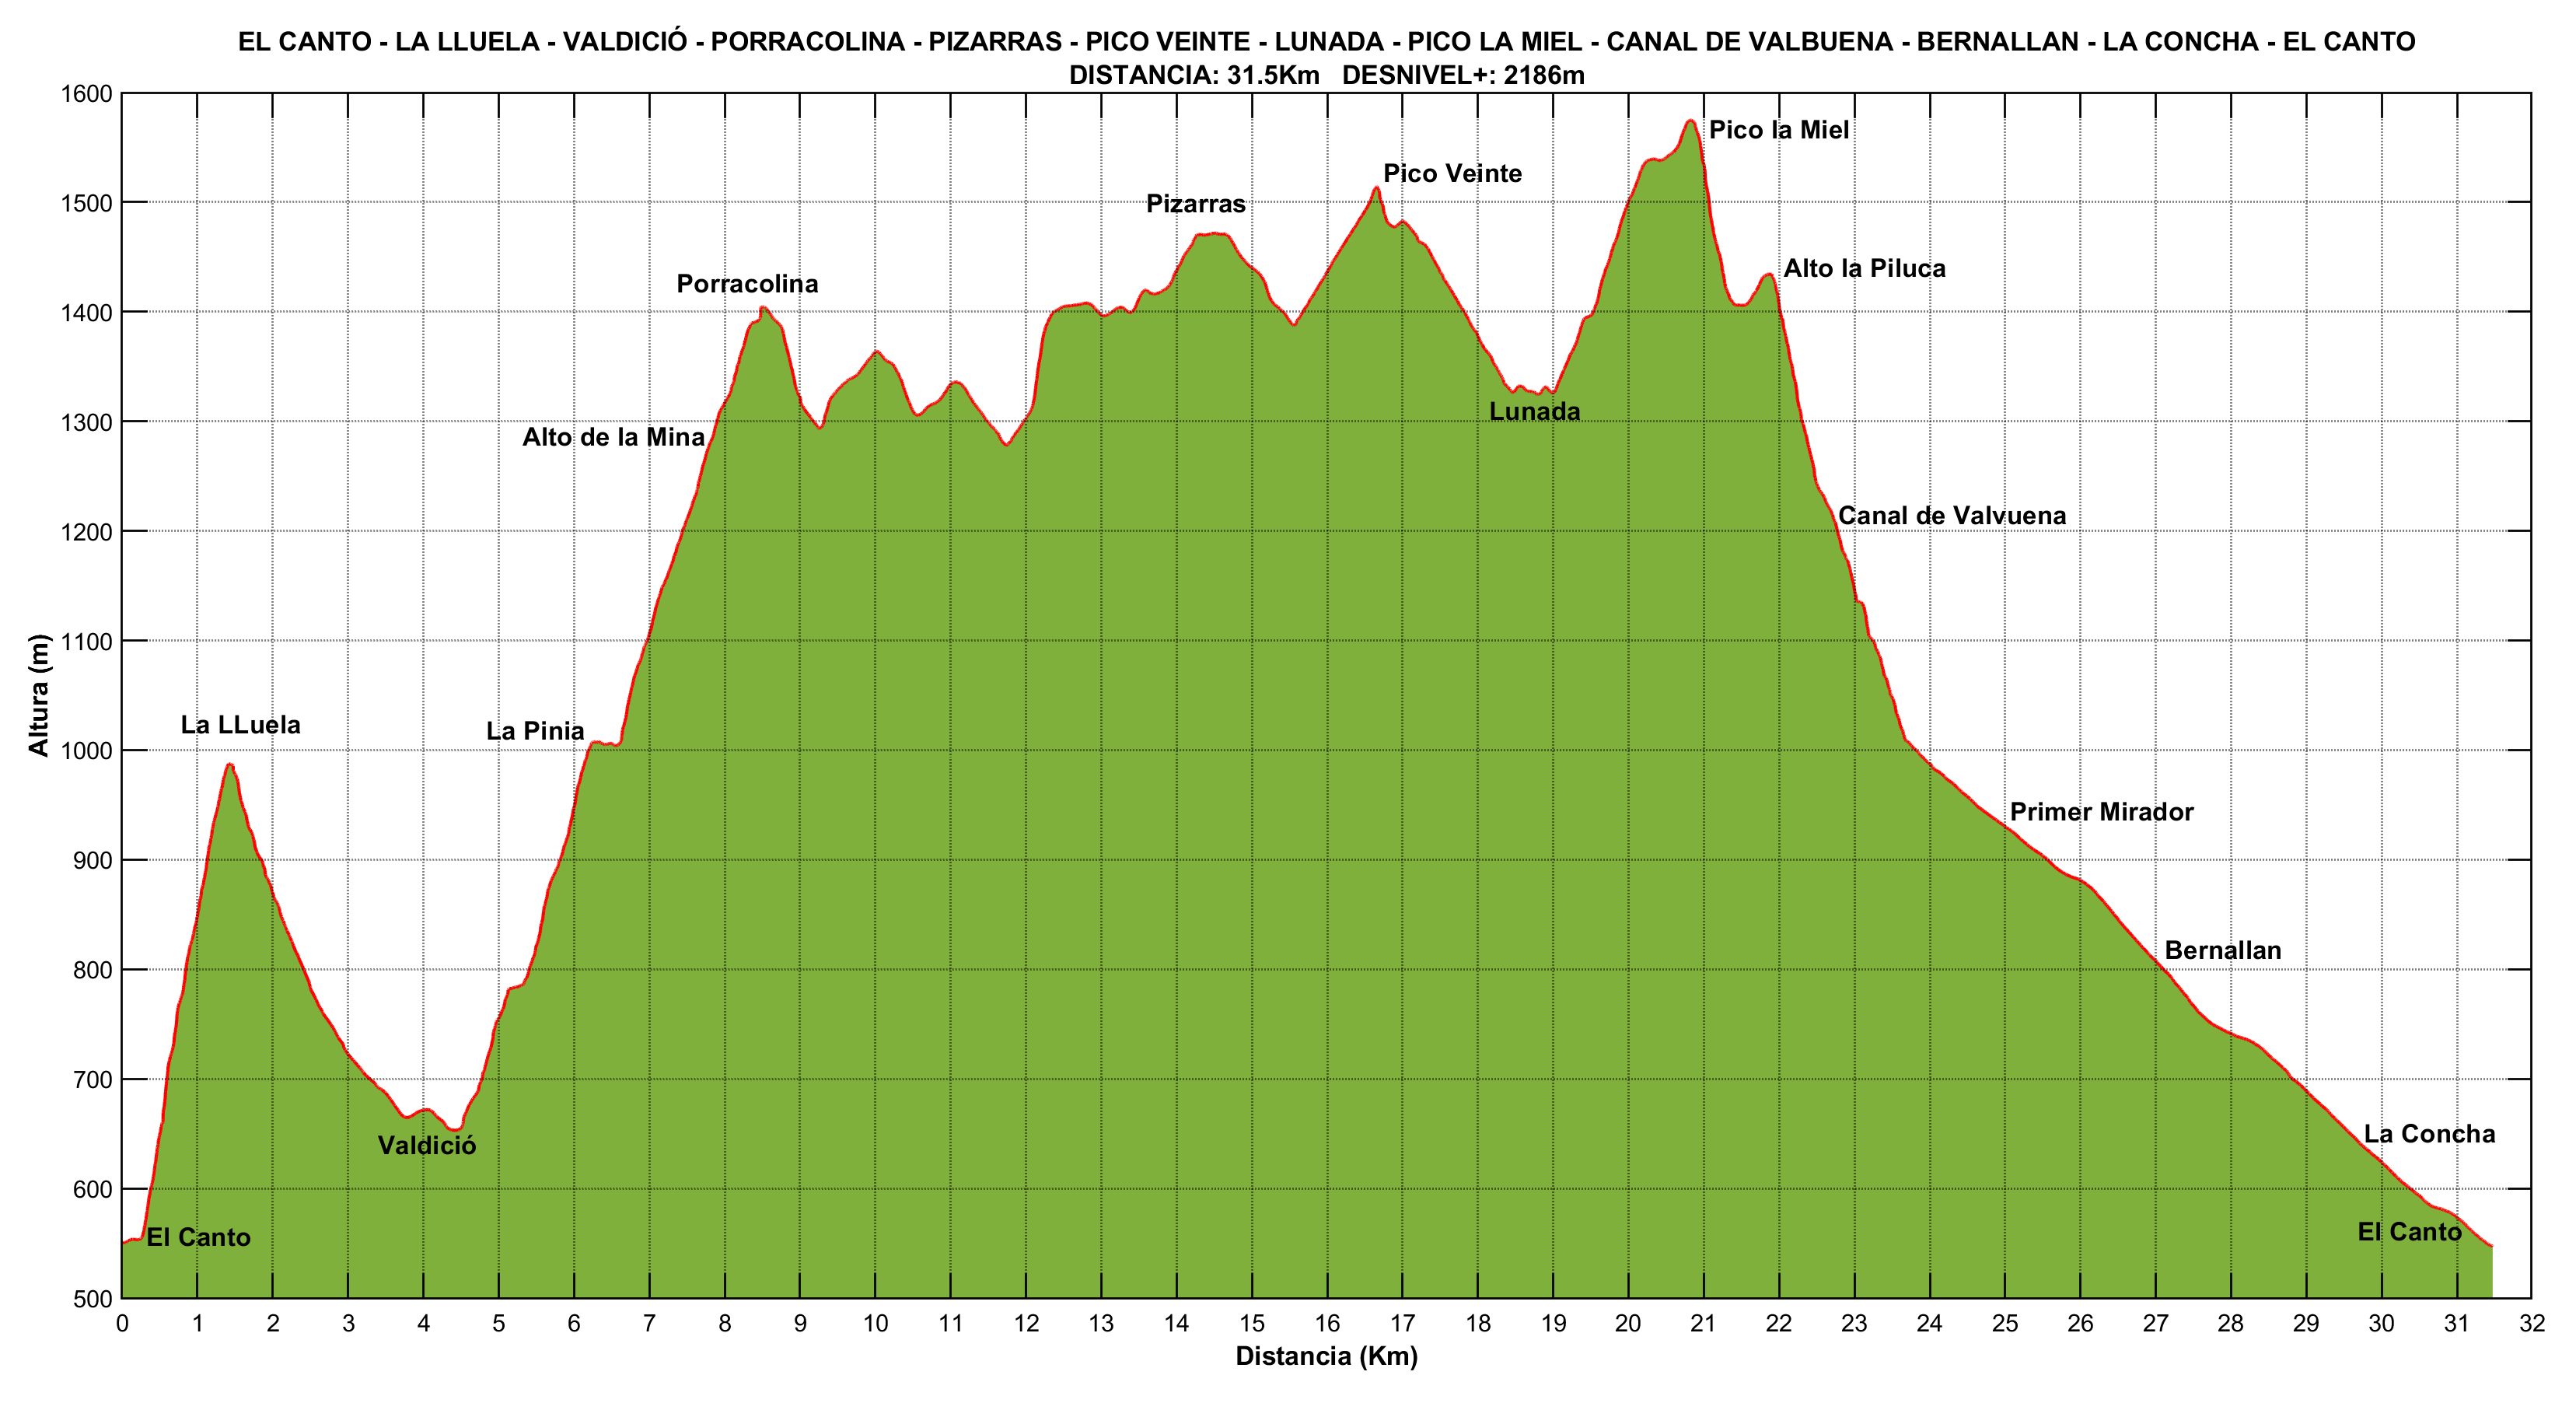 EL CANTO - LA LLUELA - VALDICIÓ - PORRACOLINA - PIZARRAS - PICO VEINTE - LUNADA - PICO LA MIEL - CANAL DE VALBUENA - BERNALLAN - LA CONCHA - EL CANTO
DISTANCIA: 31.5Km DESNIVEL+: 2186m
1600
Pico la Miel
Pico Veinte
1500
Pizarras
Alto la Piluca
Porracolina
1400
Lunada
1300
Alto de la Mina
1200
Canal de Valvuena
1100
Altura (m)
1000
La LLuela
La Pinia
900
Primer Mirador
800
Bernallan
700
Valdició
La Concha
600
El Canto
El Canto
500
0 1 2 3 4 5 6 7 8 9 10 11 12 13 14 15 16 17 18 19 20 21 22 23 24 25 26 27 28 29 30 31 32
Distancia (Km)